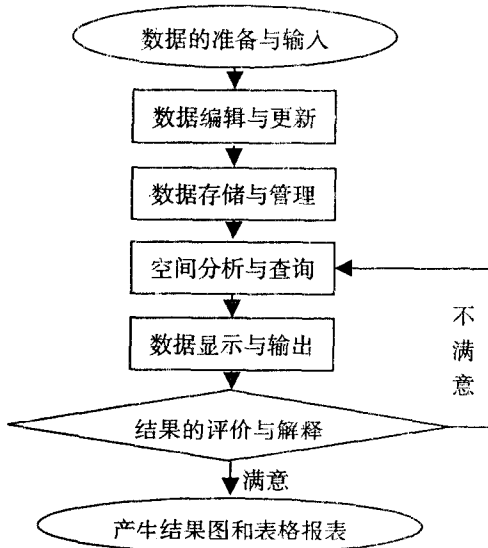 数据的准备与输入
数据编辑与更新
数据存储与管理
空间分析与查询
数据显示与输出
不满意
结果的评价与解释
满意
产生结果图和表格报表